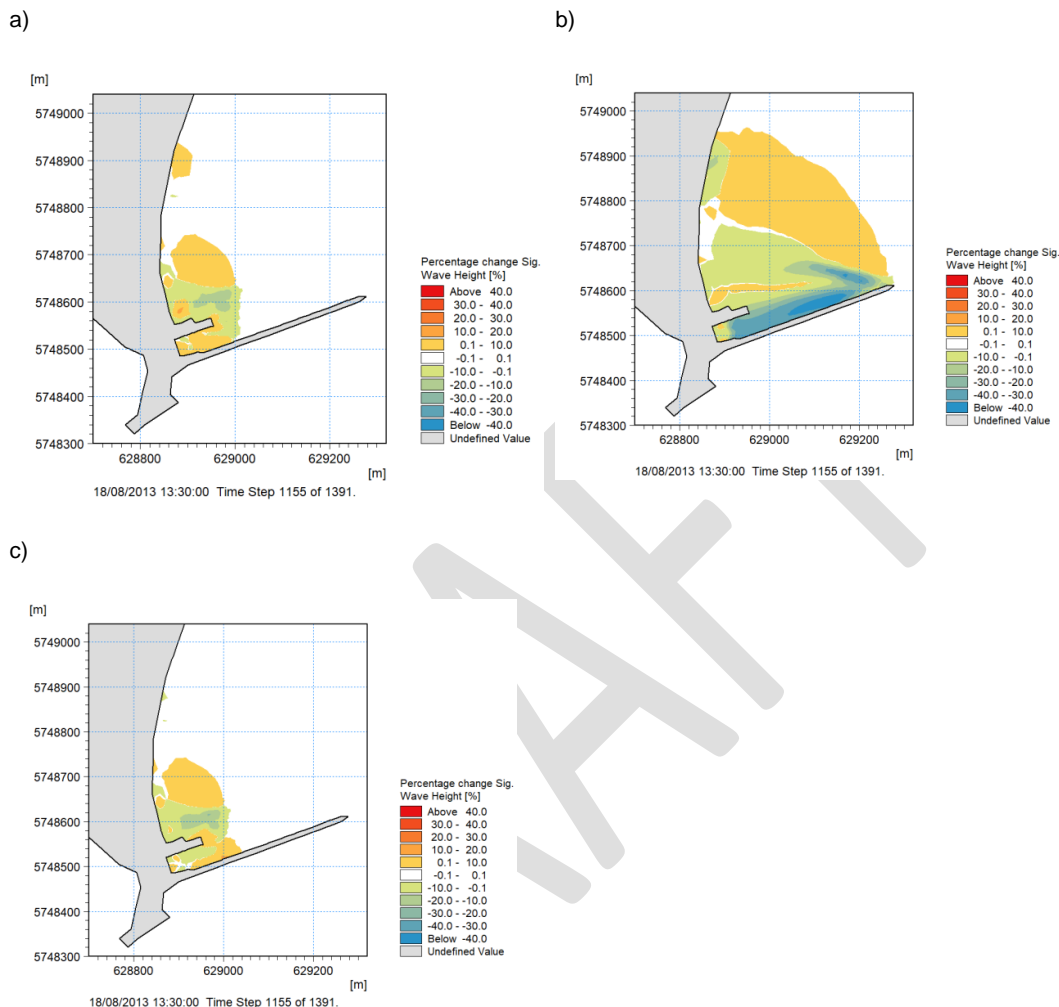 a)
[m]
5749000
5748900
5748800
5748700
5748600
5748500
5748400
5748300
628800 629000 629200
[m]
18/08/2013 13:30:00 Time Step 1155 of 1391.
Percentage change Sig.
Wave Height [%]
Above 40.0
30.0 - 40.0
20.0 - 30.0
10.0 - 20.0
0.1 - 10.0
-0.1 - 0.1
-10.0 - -0.1
-20.0 - -10.0
-30.0 - -20.0
-40.0 - -30.0
Below -40.0
Undefined Value
b)
[m]
5749000
5748900
5748800
5748700
5748600
5748500
5748400
5748300
628800 629000 629200
[m]
18/08/2013 13:30:00 Time Step 1155 of 1391.
Percentage change Sig.
Wave Height [%]
Above 40.0
30.0 - 40.0
20.0 - 30.0
10.0 - 20.0
0.1 - 10.0
-0.1 - 0.1
-10.0 - -0.1
-20.0 - -10.0
-30.0 - -20.0
-40.0 - -30.0
Below -40.0
Undefined Value
c)
[m]
5749000
5748900
5748800
5748700
5748600
5748500
5748400
5748300
628800 629000 629200
[m]
18/08/2013 13:30:00 Time Step 1155 of 1391.
Percentage change Sig.
Wave Height [%]
Above 40.0
30.0 - 40.0
20.0 - 30.0
10.0 - 20.0
0.1 - 10.0
-0.1 - 0.1
-10.0 - -0.1
-20.0 - -10.0
-30.0 - -20.0
-40.0 - -30.0
Below -40.0
Undefined Value